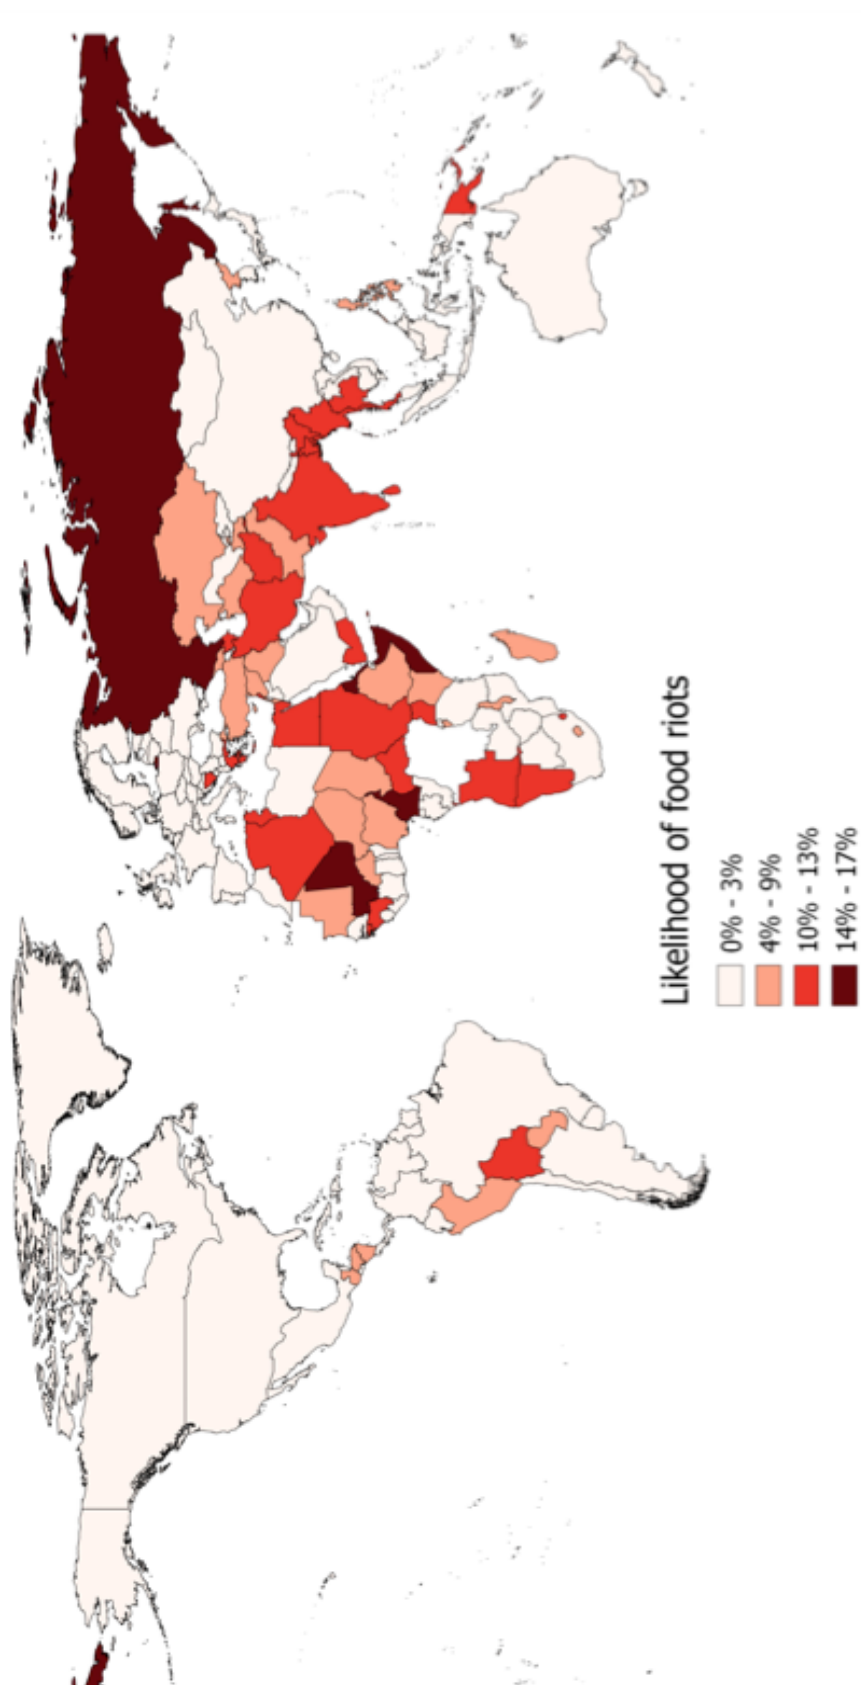 Likelihood of food riots
0% - 3%
4% - 9%
10% - 13%
14% - 17%